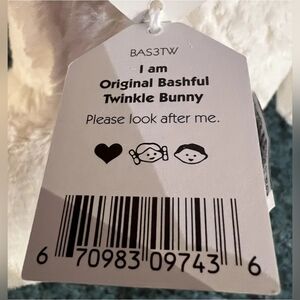 BAS3TW
I am
Original Bashful
Twinkle Bunny
Please look after me.
6 70983 09743 6